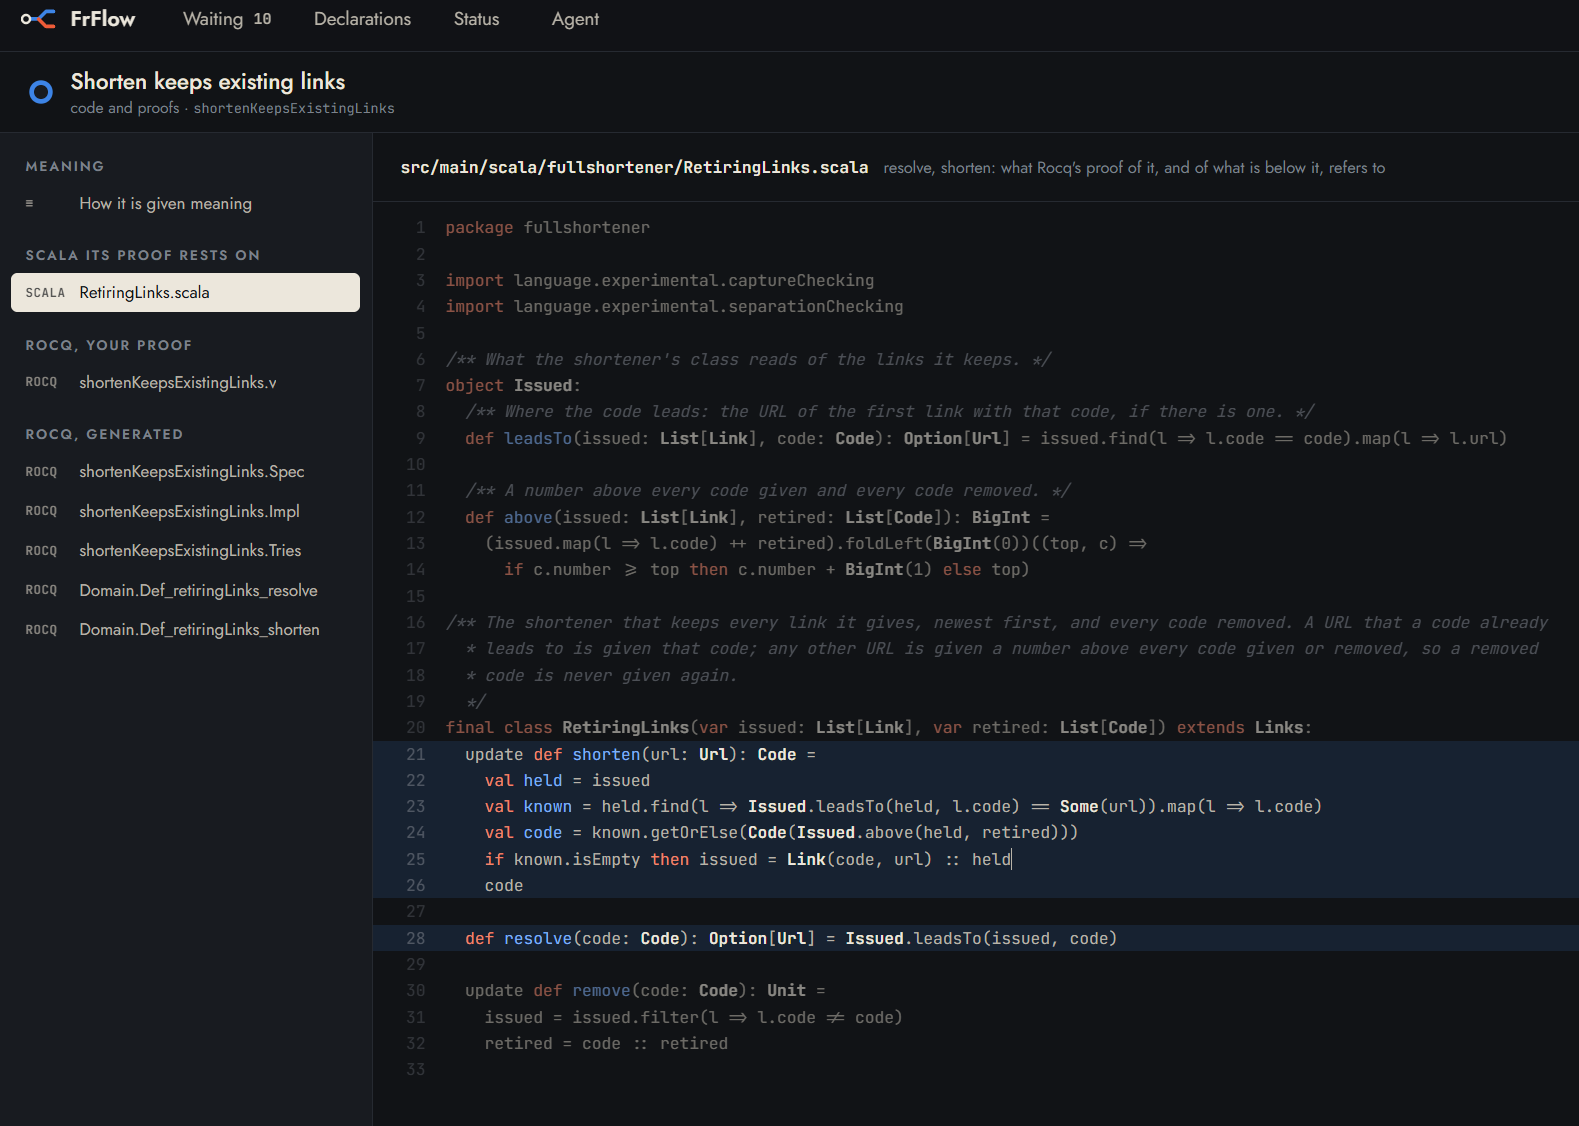 FrFlow Waiting 10 Declarations Status Agent
Shorten keeps existing links
code and proofs · shortenKeepsExistingLinks
MEANING
≡ How it is given meaning
SCALA ITS PROOF RESTS ON
SCALA RetiringLinks.scala
ROCQ, YOUR PROOF
ROCQ shortenKeepsExistingLinks.v
ROCQ, GENERATED
ROCQ shortenKeepsExistingLinks.Spec
ROCQ shortenKeepsExistingLinks.Impl
ROCQ shortenKeepsExistingLinks.Tries
ROCQ Domain.Def_retiringLinks_resolve
ROCQ Domain.Def_retiringLinks_shorten
src/main/scala/fullshortener/RetiringLinks.scala resolve, shorten: what Rocq's proof of it, and of what is below it, refers to
1 package fullshortener
2
3 import language.experimental.captureChecking
4 import language.experimental.separationChecking
5
6 /** What the shortener's class reads of the links it keeps. */
7 object Issued:
8   /** Where the code leads: the URL of the first link with that code, if there is one. */
9   def leadsTo(issued: List[Link], code: Code): Option[Url] = issued.find(l => l.code == code).map(l => l.url)
10
11   /** A number above every code given and every code removed. */
12   def above(issued: List[Link], retired: List[Code]): BigInt =
13     (issued.map(l => l.code) ++ retired).foldLeft(BigInt(0))((top, c) =>
14       if c.number >= top then c.number + BigInt(1) else top)
15
16 /** The shortener that keeps every link it gives, newest first, and every code removed. A URL that a code already
17   * leads to is given that code; any other URL is given a number above every code given or removed, so a removed
18   * code is never given again.
19   */
20 final class RetiringLinks(var issued: List[Link], var retired: List[Code]) extends Links:
21   update def shorten(url: Url): Code =
22     val held = issued
23     val known = held.find(l => Issued.leadsTo(held, l.code) == Some(url)).map(l => l.code)
24     val code = known.getOrElse(Code(Issued.above(held, retired)))
25     if known.isEmpty then issued = Link(code, url) :: held
26     code
27
28   def resolve(code: Code): Option[Url] = Issued.leadsTo(issued, code)
29
30   update def remove(code: Code): Unit =
31     issued = issued.filter(l => l.code != code)
32     retired = code :: retired
33